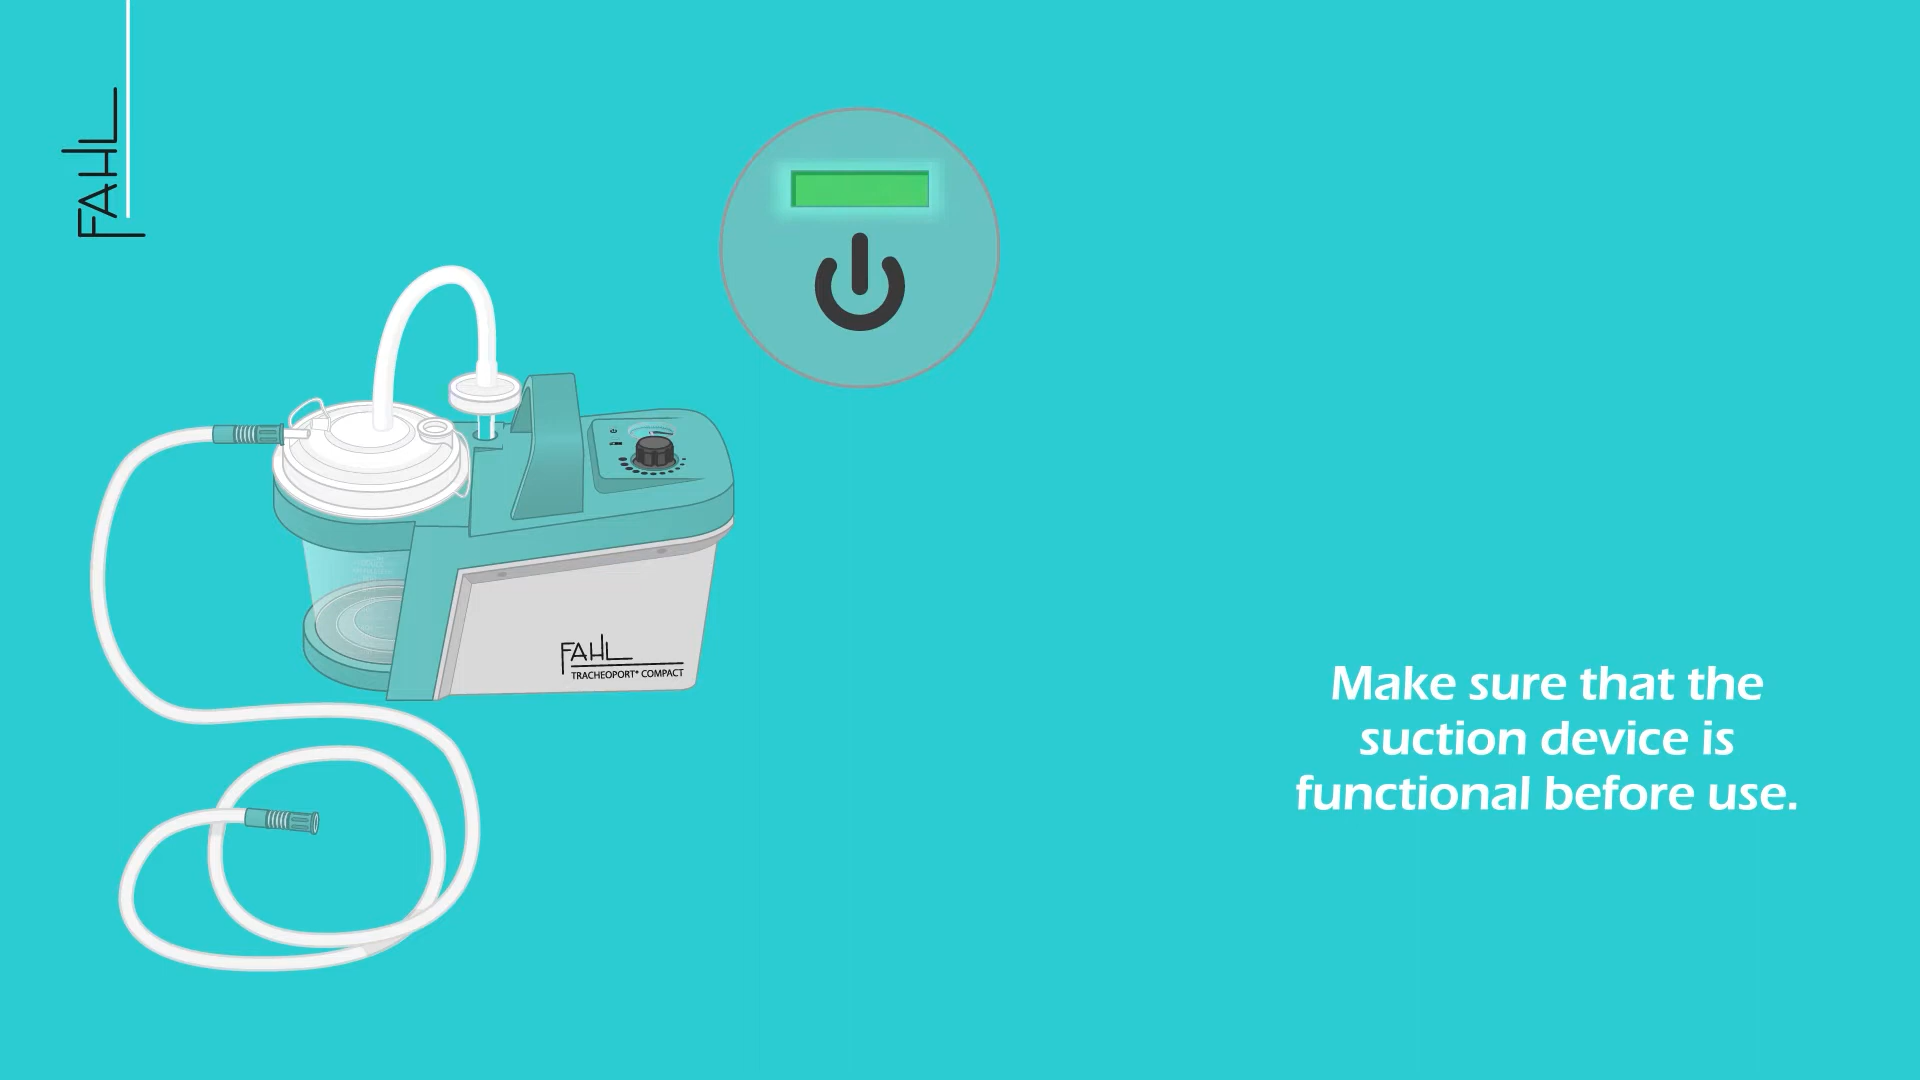 FAHL
FAHL
TRACHEOPORT® COMPACT
Make sure that the
suction device is
functional before use.